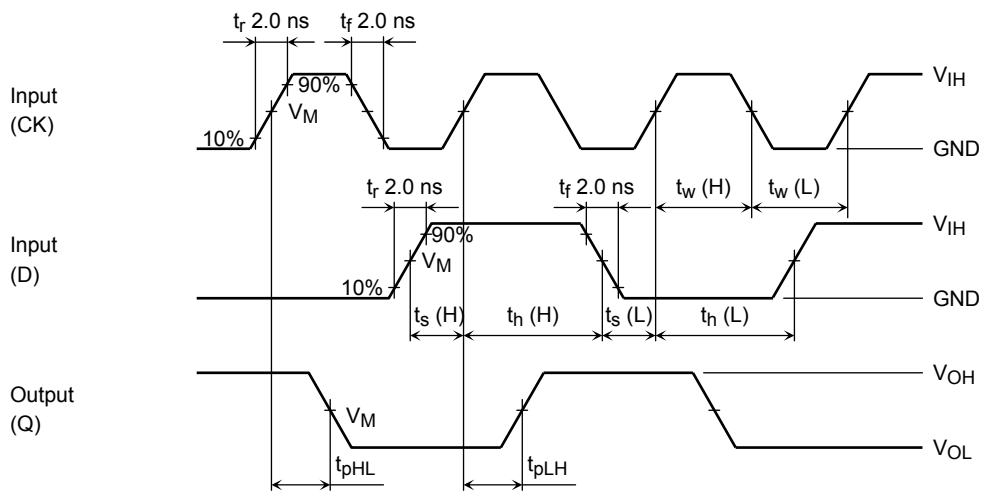 tr 2.0 ns tf 2.0 ns
Input
(CK)
90%
VM
10%
VIH
GND
tr 2.0 ns tf 2.0 ns tw (H) tw (L)
Input
(D)
90%
VM
10%
VIH
GND
ts (H) th (H) ts (L) th (L)
Output
(Q)
VM
VOH
VOL
tpHL tpLH